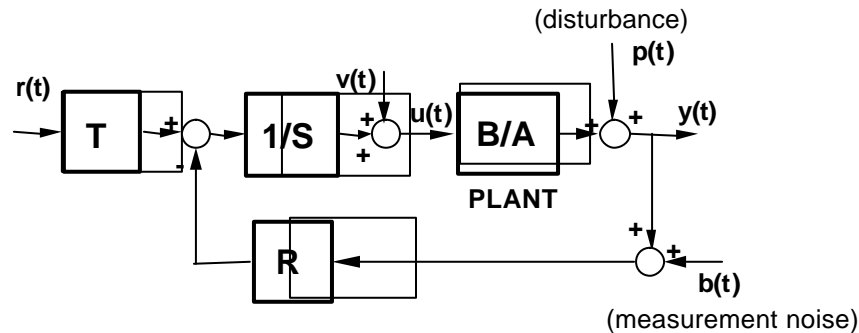 (disturbance)
p(t)
r(t)
v(t)
u(t)
y(t)
T
+
-
1/S
+
+
B/A
+
+
PLANT
R
+
+
b(t)
(measurement noise)